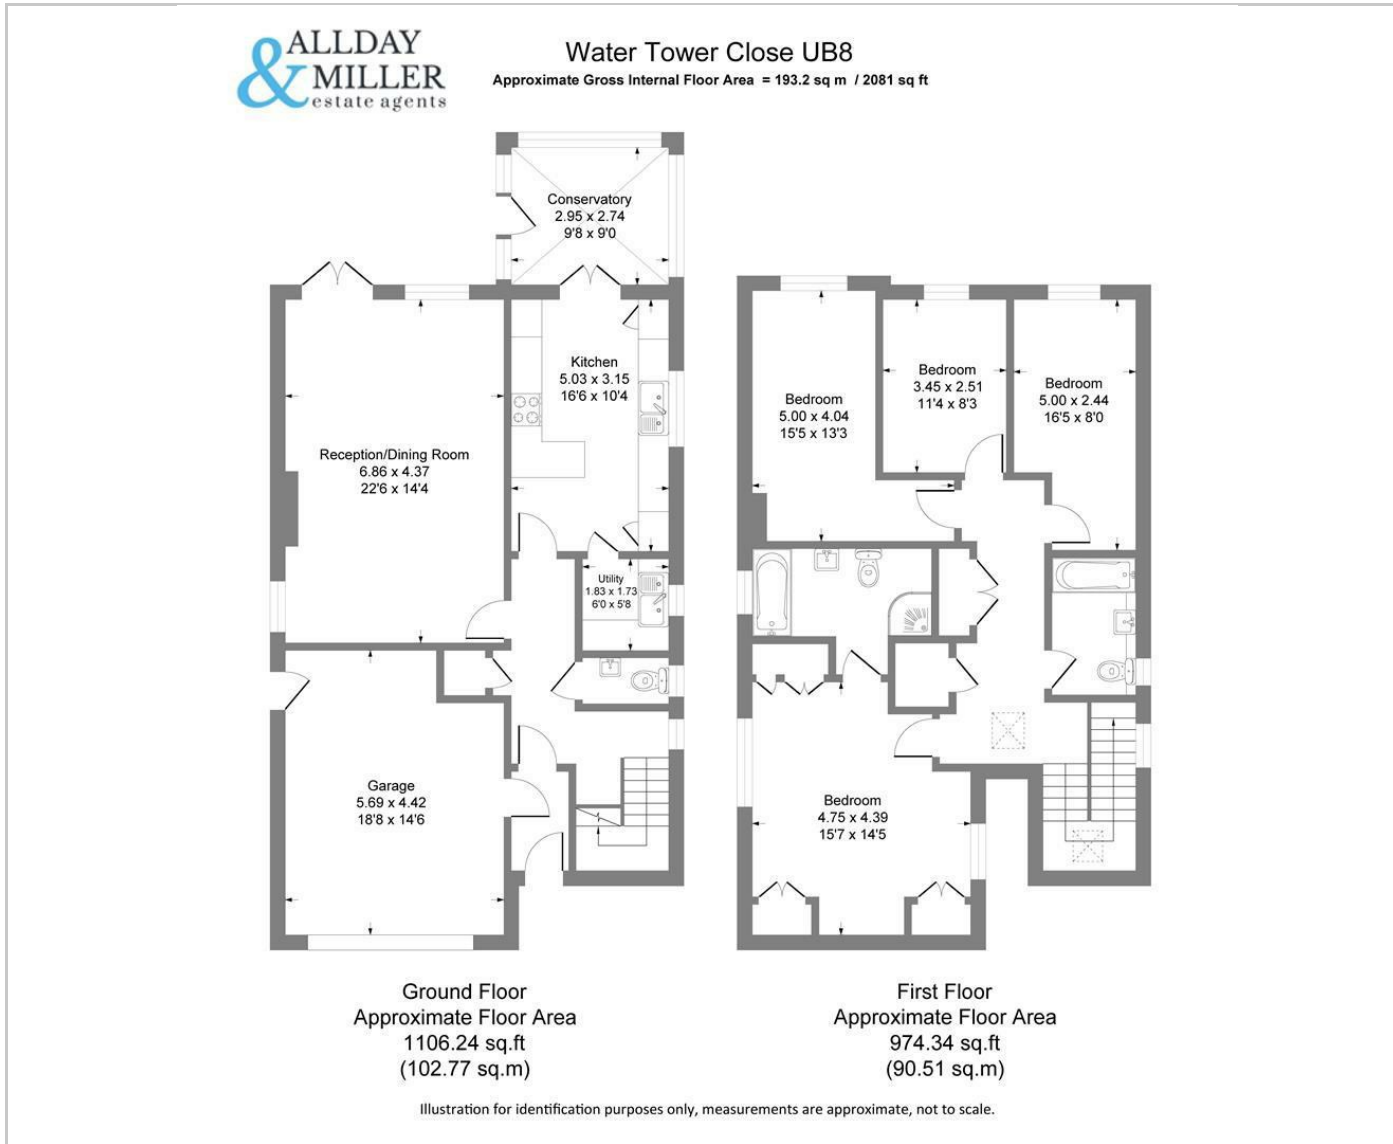 ALLDAY
& MILLER
estate agents
Water Tower Close UB8
Approximate Gross Internal Floor Area = 193.2 sq m / 2081 sq ft
Conservatory
2.95 x 2.74
9'8 x 9'0
Kitchen
5.03 x 3.15
16'6 x 10'4
Reception/Dining Room
6.86 x 4.37
22'6 x 14'4
Utility
1.83 x 1.73
6'0 x 5'8
Garage
5.69 x 4.42
18'8 x 14'6
Ground Floor
Approximate Floor Area
1106.24 sq.ft
(102.77 sq.m)
Bedroom
5.00 x 4.04
15'5 x 13'3
Bedroom
3.45 x 2.51
11'4 x 8'3
Bedroom
5.00 x 2.44
16'5 x 8'0
Bedroom
4.75 x 4.39
15'7 x 14'5
First Floor
Approximate Floor Area
974.34 sq.ft
(90.51 sq.m)
Illustration for identification purposes only, measurements are approximate, not to scale.